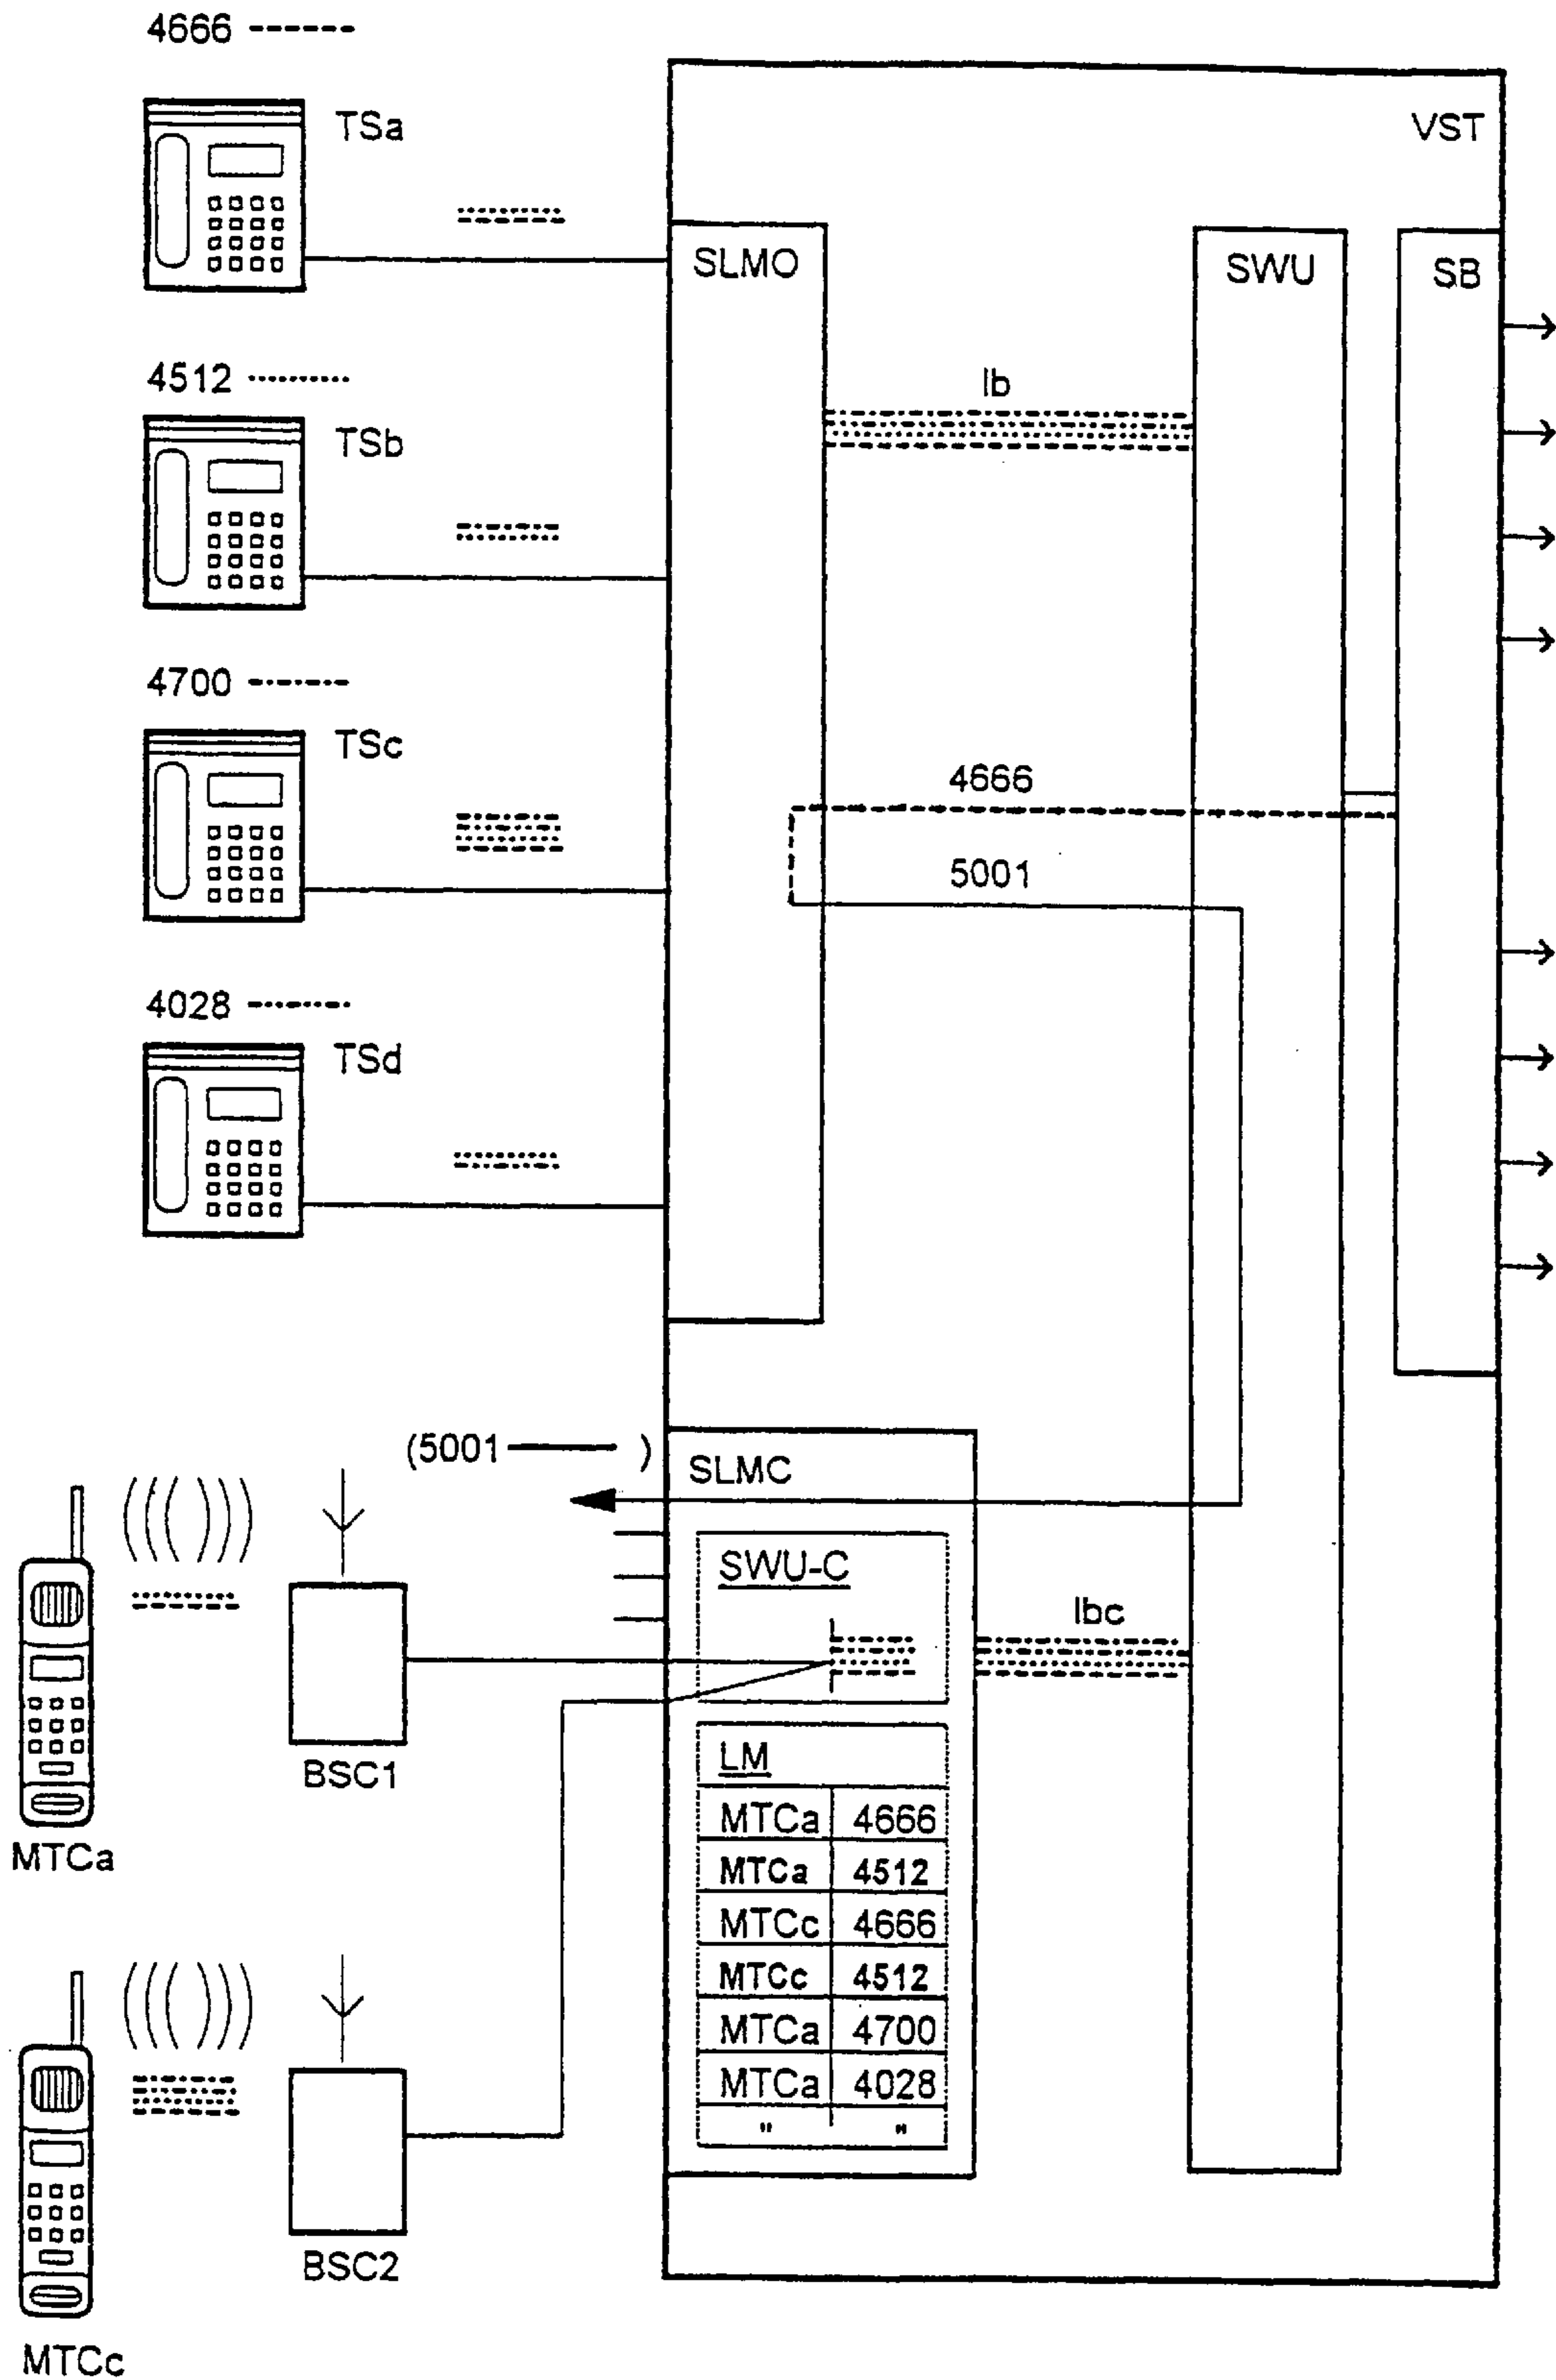 4666
TSa
VST
SLMO
SWU
SB
4512
TSb
Ib
4700
TSc
4666
5001
4028
TSd
(5001 )
SLMC
SWU-C
Ibc
BSC1
MTCa
LM
MTCa 4666
MTCa 4512
MTCc 4666
MTCc 4512
MTCa 4700
MTCa 4028
" "
BSC2
MTCc